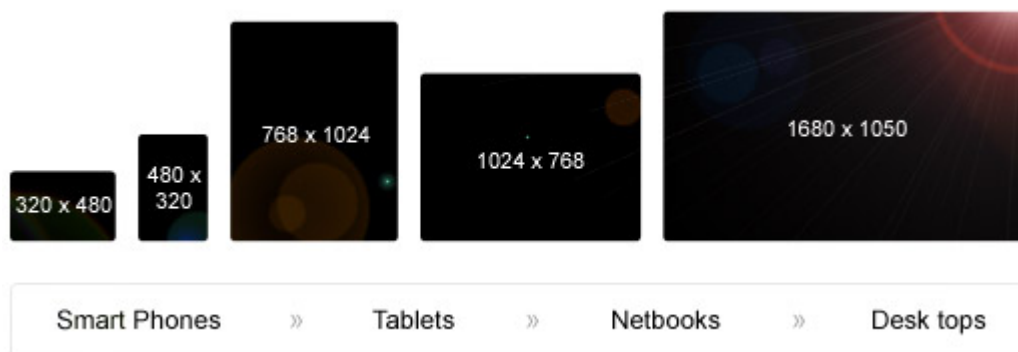 320 x 480
480 x
320
768 x 1024
1024 x 768
1680 x 1050
Smart Phones » Tablets » Netbooks » Desk tops